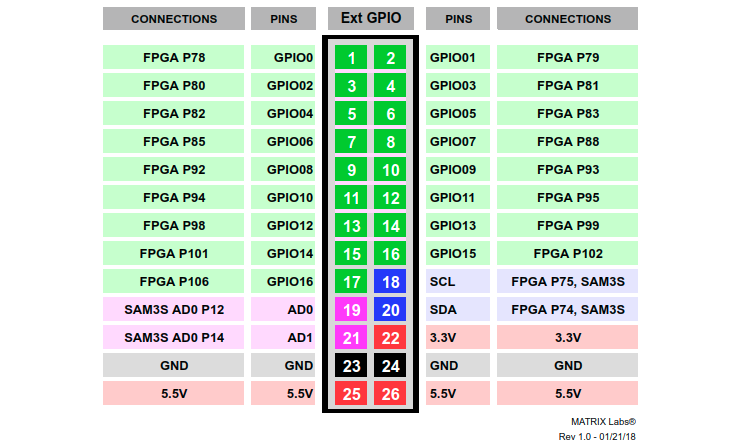 CONNECTIONS PINS Ext GPIO PINS CONNECTIONS
FPGA P78 GPIO0 1 2 GPIO01 FPGA P79
FPGA P80 GPIO02 3 4 GPIO03 FPGA P81
FPGA P82 GPIO04 5 6 GPIO05 FPGA P83
FPGA P85 GPIO06 7 8 GPIO07 FPGA P88
FPGA P92 GPIO08 9 10 GPIO09 FPGA P93
FPGA P94 GPIO10 11 12 GPIO11 FPGA P95
FPGA P98 GPIO12 13 14 GPIO13 FPGA P99
FPGA P101 GPIO14 15 16 GPIO15 FPGA P102
FPGA P106 GPIO16 17 18 SCL FPGA P75, SAM3S
SAM3S AD0 P12 AD0 19 20 SDA FPGA P74, SAM3S
SAM3S AD0 P14 AD1 21 22 3.3V 3.3V
GND GND 23 24 GND GND
5.5V 5.5V 25 26 5.5V 5.5V
MATRIX Labs®
Rev 1.0 - 01/21/18